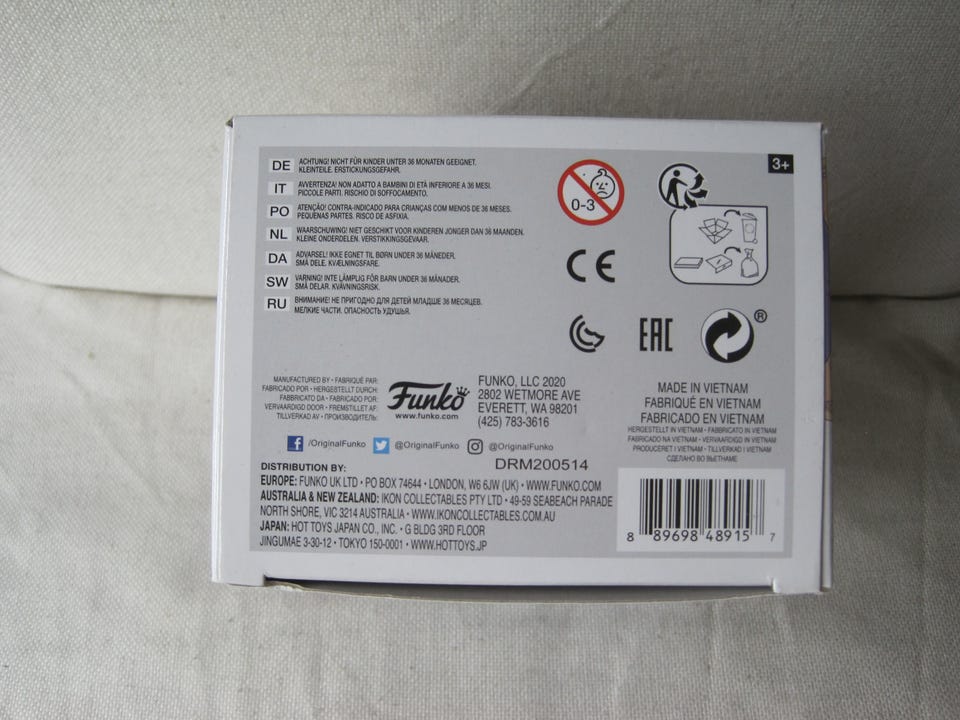 DE ACHTUNG! NICHT FÜR KINDER UNTER 36 MONATEN GEEIGNET.
KLEINTEILE. ERSTICKUNGSGEFAHR.
IT AVVERTENZA! NON ADATTO A BAMBINI DI ETÀ INFERIORE A 36 MESI.
PICCOLE PARTI. RISCHIO DI SOFFOCAMENTO.
PO ATENÇÃO! CONTRA-INDICADO PARA CRIANÇAS COM MENOS DE 36 MESES.
PEQUENAS PARTES. RISCO DE ASFIXIA.
NL WAARSCHUWING! NIET GESCHIKT VOOR KINDEREN JONGER DAN 36 MAANDEN.
KLEINE ONDERDELEN. VERSTIKKINGSGEVAAR.
DA ADVARSEL! IKKE EGNET TIL BØRN UNDER 36 MÅNEDER.
SMÅ DELE. KVÆLNINGSFARE.
SW VARNING! INTE LÄMPLIG FÖR BARN UNDER 36 MÅNADER.
SMÅ DELAR. KVÄVNINGSRISK.
RU ВНИМАНИЕ! НЕ ПРИГОДНО ДЛЯ ДЕТЕЙ МЛАДШЕ 36 МЕСЯЦЕВ.
МЕЛКИЕ ЧАСТИ. ОПАСНОСТЬ УДУШЬЯ.
0-3
3+
CE
EAC
®
MANUFACTURED BY • FABRIQUÉ PAR:
FABRICADO POR • HERGESTELLT DURCH:
FABBRICATO DA • FABRICADO POR:
VERVAARDIGD DOOR • FREMSTILLET AF:
TILLVERKAD AV • ПРОИЗВОДИТЕЛЬ:
Funko
www.funko.com
FUNKO, LLC 2020
2802 WETMORE AVE
EVERETT, WA 98201
(425) 783-3616
/OriginalFunko @OriginalFunko @OriginalFunko
DRM200514
MADE IN VIETNAM
FABRIQUÉ EN VIETNAM
FABRICADO EN VIETNAM
HERGESTELLT IN VIETNAM • FABBRICATO IN VIETNAM
FABRICADO NA VIETNAM • VERVAARDIGD IN VIETNAM
PRODUCERET I VIETNAM • TILLVERKAD I VIETNAM
СДЕЛАНО ВО ВЬЕТНАМЕ
DISTRIBUTION BY:
EUROPE: FUNKO UK LTD • PO BOX 74644 • LONDON, W6 6JW (UK) • WWW.FUNKO.COM
AUSTRALIA & NEW ZEALAND: IKON COLLECTABLES PTY LTD • 49-59 SEABEACH PARADE
NORTH SHORE, VIC 3214 AUSTRALIA • WWW.IKONCOLLECTABLES.COM.AU
JAPAN: HOT TOYS JAPAN CO., INC. • G BLDG 3RD FLOOR
JINGUMAE 3-30-12 • TOKYO 150-0001 • WWW.HOTTOYS.JP
8 89698 48915 7